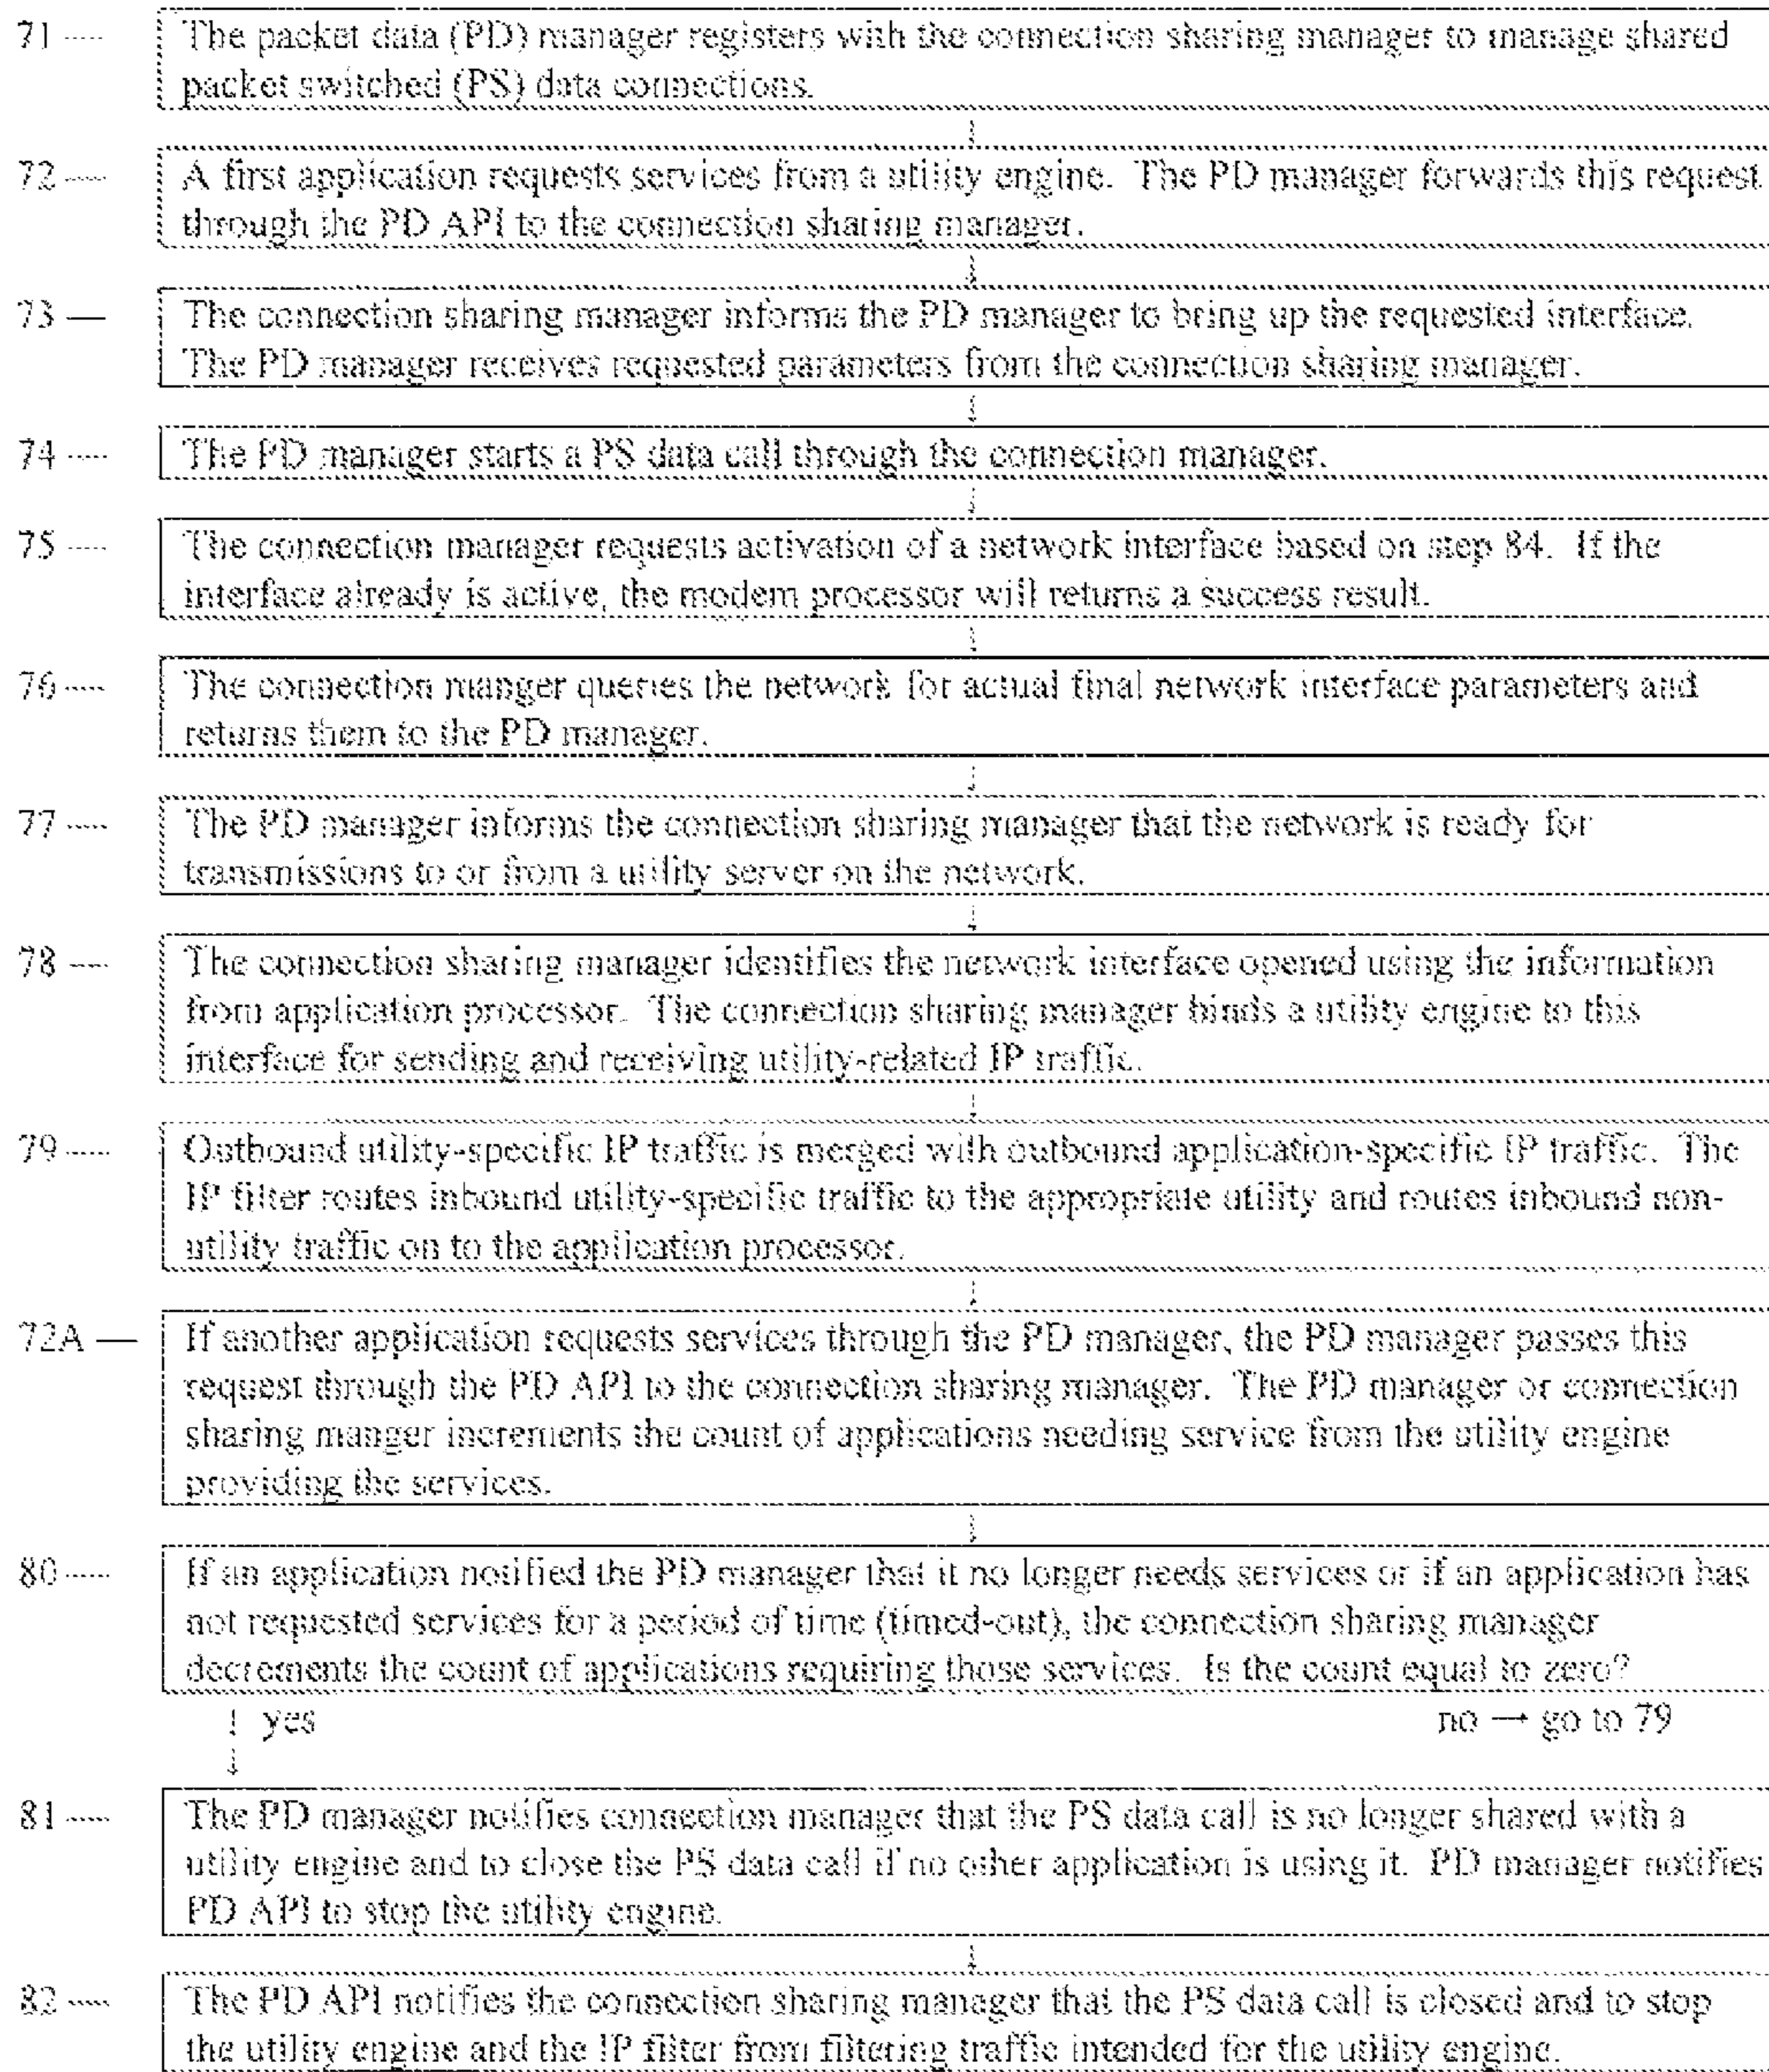 71 The packet data (PD) manager registers with the connection sharing manager to manage shared
packet switched (PS) data connections.
72 A first application requests services from a utility engine. The PD manager forwards this request
through the PD API to the connection sharing manager.
73 The connection sharing manager informs the PD manager to bring up the requested interface.
The PD manager receives requested parameters from the connection sharing manager.
74 The PD manager starts a PS data call through the connection manager.
75 The connection manager requests activation of a network interface based on step 84. If the
interface already is active, the modem processor will returns a success result.
76 The connection manger queries the network for actual final network interface parameters and
returns them to the PD manager.
77 The PD manager informs the connection sharing manager that the network is ready for
transmissions to or from a utility server on the network.
78 The connection sharing manager identifies the network interface opened using the information
from application processor. The connection sharing manager binds a utility engine to this
interface for sending and receiving utility-related IP traffic.
79 Outbound utility-specific IP traffic is merged with outbound application-specific IP traffic. The
IP filter routes inbound utility-specific traffic to the appropriate utility and routes inbound non-
utility traffic on to the application processor.
72A If another application requests services through the PD manager, the PD manager passes this
request through the PD API to the connection sharing manager. The PD manager or connection
sharing manger increments the count of applications needing service from the utility engine
providing the services.
80 If an application notified the PD manager that it no longer needs services or if an application has
not requested services for a period of time (timed-out), the connection sharing manager
decrements the count of applications requiring those services. Is the count equal to zero?
yes no → go to 79
81 The PD manager notifies connection manager that the PS data call is no longer shared with a
utility engine and to close the PS data call if no other application is using it. PD manager notifies
PD API to stop the utility engine.
82 The PD API notifies the connection sharing manager that the PS data call is closed and to stop
the utility engine and the IP filter from filtering traffic intended for the utility engine.